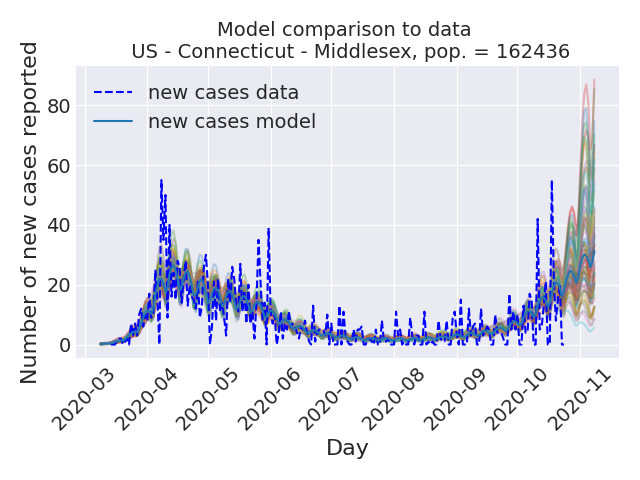 Model comparison to data
US - Connecticut - Middlesex, pop. = 162436
Number of new cases reported
80
60
40
20
0
new cases data
new cases model
2020-03
2020-04
2020-05
2020-06
2020-07
2020-08
2020-09
2020-10
2020-11
Day